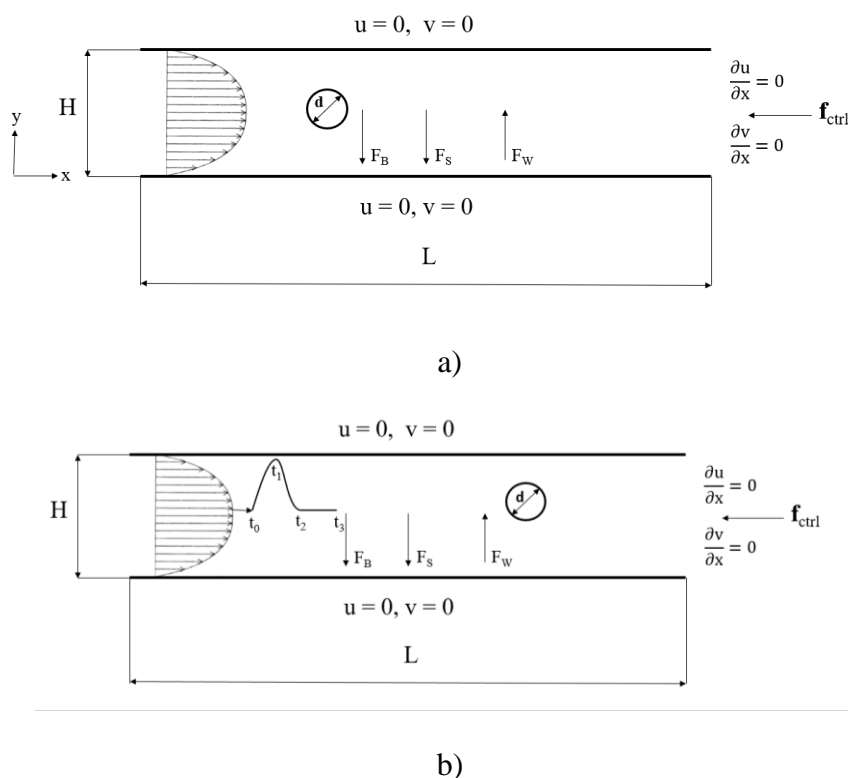 u = 0, v = 0
H
y
x
d
F_B
F_S
F_W
∂u/∂x = 0
∂v/∂x = 0
f_ctrl
u = 0, v = 0
L
a)
u = 0, v = 0
H
t_1
t_0
t_2
t_3
d
F_B
F_S
F_W
∂u/∂x = 0
∂v/∂x = 0
f_ctrl
u = 0, v = 0
L
b)